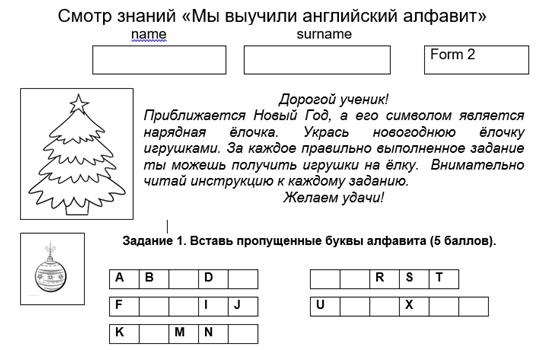 Смотр знаний «Мы выучили английский алфавит»
name surname
Form 2
Дорогой ученик!
Приближается Новый Год, а его символом является
нарядная ёлочка. Укрась новогоднюю ёлочку
игрушками. За каждое правильно выполненное задание
ты можешь получить игрушки на ёлку. Внимательно
читай инструкцию к каждому заданию.
Желаем удачи!
Задание 1. Вставь пропущенные буквы алфавита (5 баллов).
A B D
R S T
F I J
U X
K M N